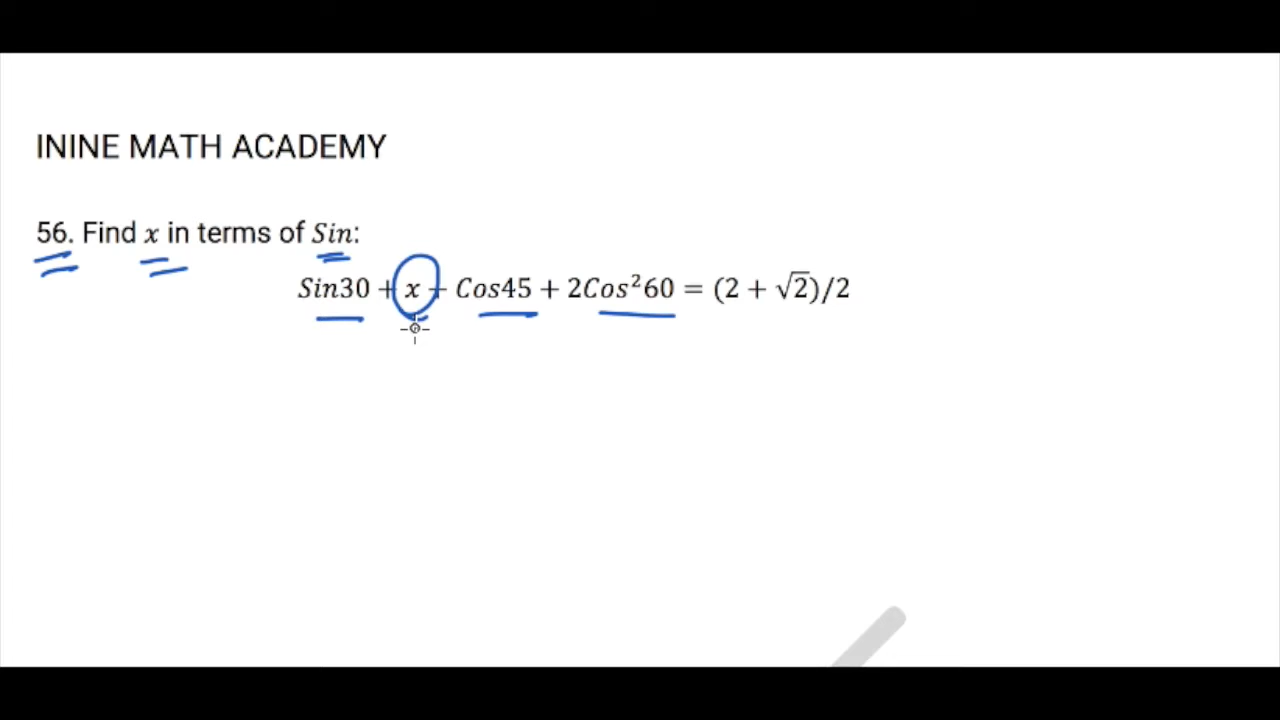 ININE MATH ACADEMY
56. Find x in terms of Sin:
Sin30 + x − Cos45 + 2Cos²60 = (2 + √2)/2